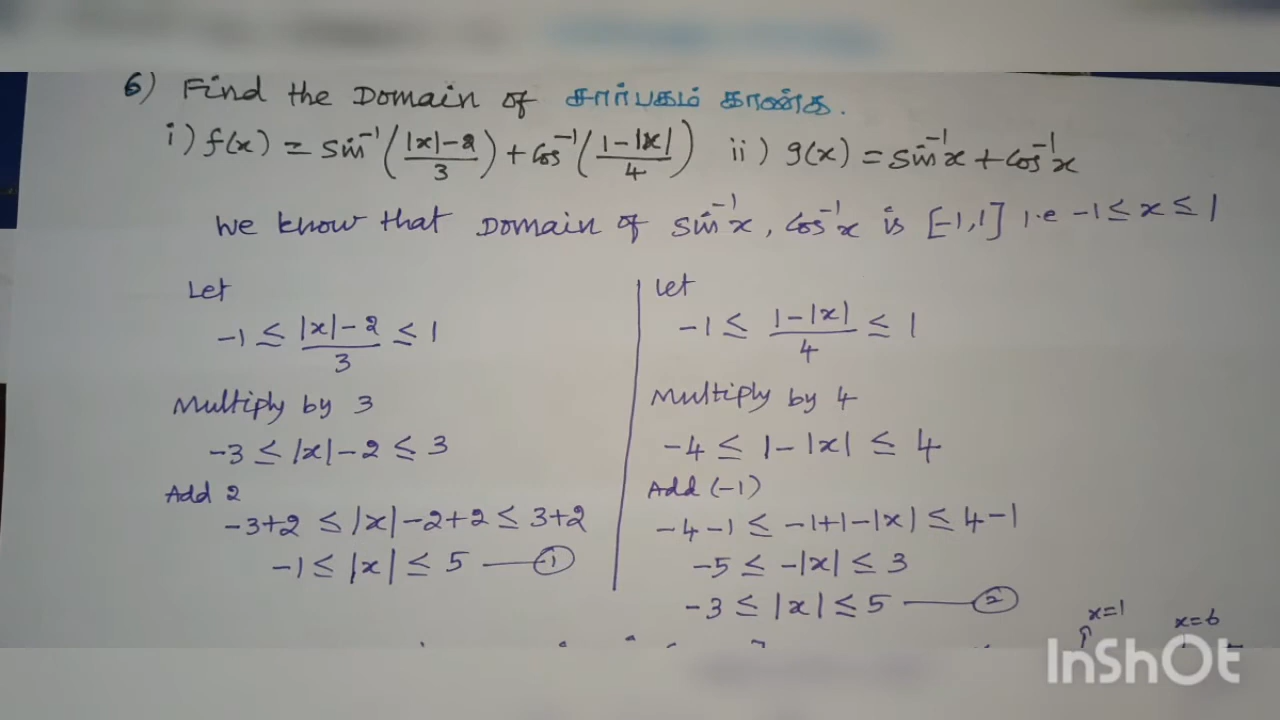 6) Find the Domain of சார்பகம் காண்க.
i) f(x) = sin⁻¹(|x|-2/3) + cos⁻¹(1-|x|/4) ii) g(x) = sin⁻¹x + cos⁻¹x
We know that Domain of sin⁻¹x, cos⁻¹x is [-1,1] i.e -1 ≤ x ≤ 1
Let
-1 ≤ |x|-2/3 ≤ 1
Multiply by 3
-3 ≤ |x|-2 ≤ 3
Add 2
-3+2 ≤ |x|-2+2 ≤ 3+2
-1 ≤ |x| ≤ 5 — ①
Let
-1 ≤ 1-|x|/4 ≤ 1
Multiply by 4
-4 ≤ 1-|x| ≤ 4
Add (-1)
-4-1 ≤ -1+1-|x| ≤ 4-1
-5 ≤ -|x| ≤ 3
-3 ≤ |x| ≤ 5 — ②
x=1
x=6
InShOt